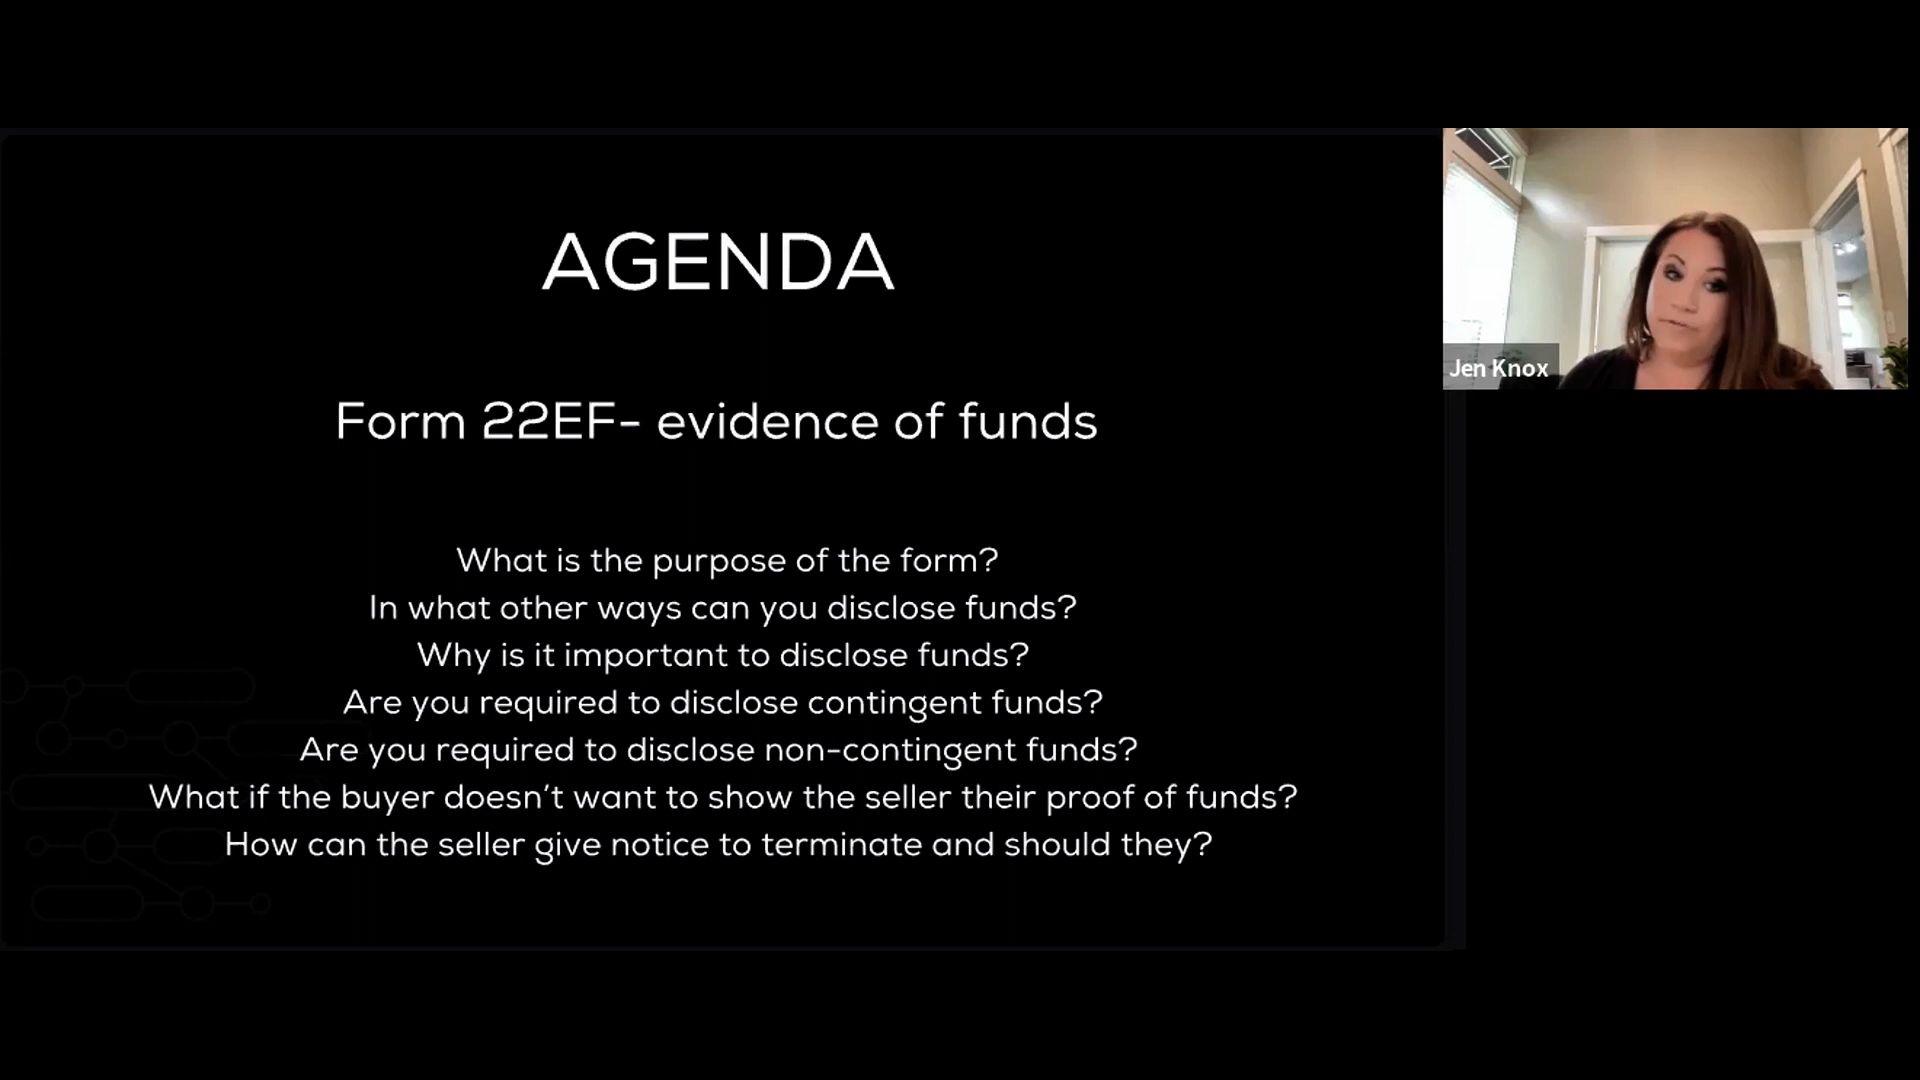 AGENDA
Form 22EF- evidence of funds
What is the purpose of the form?
In what other ways can you disclose funds?
Why is it important to disclose funds?
Are you required to disclose contingent funds?
Are you required to disclose non-contingent funds?
What if the buyer doesn't want to show the seller their proof of funds?
How can the seller give notice to terminate and should they?
Jen Knox